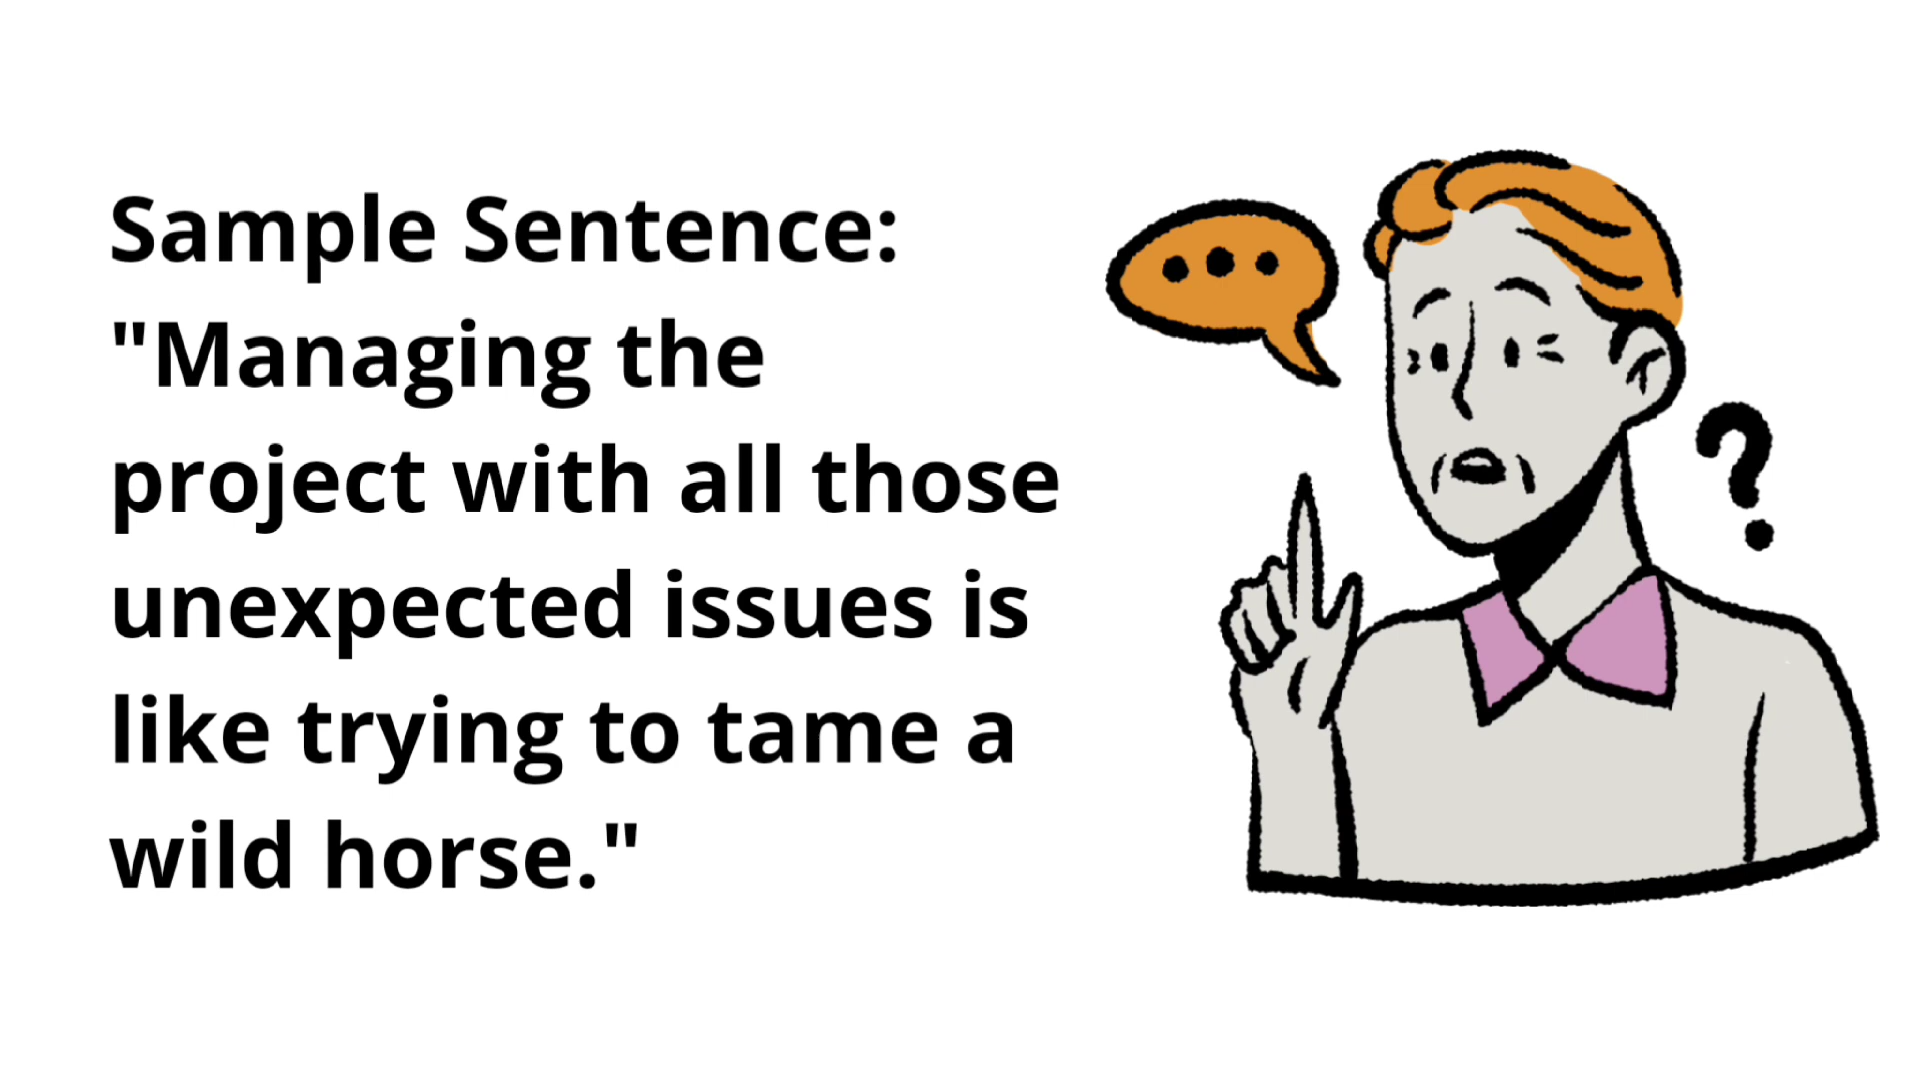 Sample Sentence:
"Managing the
project with all those
unexpected issues is
like trying to tame a
wild horse."
?